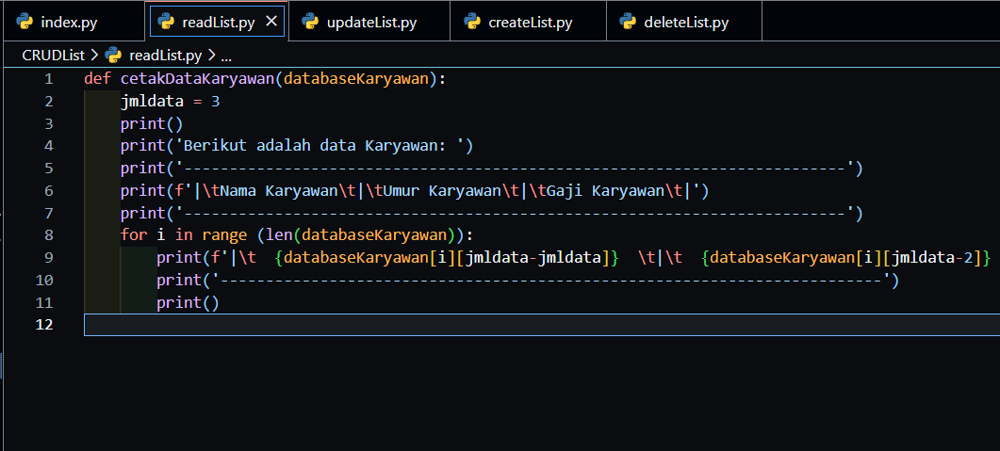 index.py
readList.py
updateList.py
createList.py
deleteList.py
CRUDList > readList.py > ...
1 def cetakDataKaryawan(databaseKaryawan):
2     jmldata = 3
3     print()
4     print('Berikut adalah data Karyawan: ')
5     print('-------------------------------------------------------------------------')
6     print(f'|\tNama Karyawan\t|\tUmur Karyawan\t|\tGaji Karyawan\t|')
7     print('-------------------------------------------------------------------------')
8     for i in range (len(databaseKaryawan)):
9         print(f'|\t  {databaseKaryawan[i][jmldata-jmldata]}  \t|\t  {databaseKaryawan[i][jmldata-2]}
10         print('-------------------------------------------------------------------------')
11         print()
12